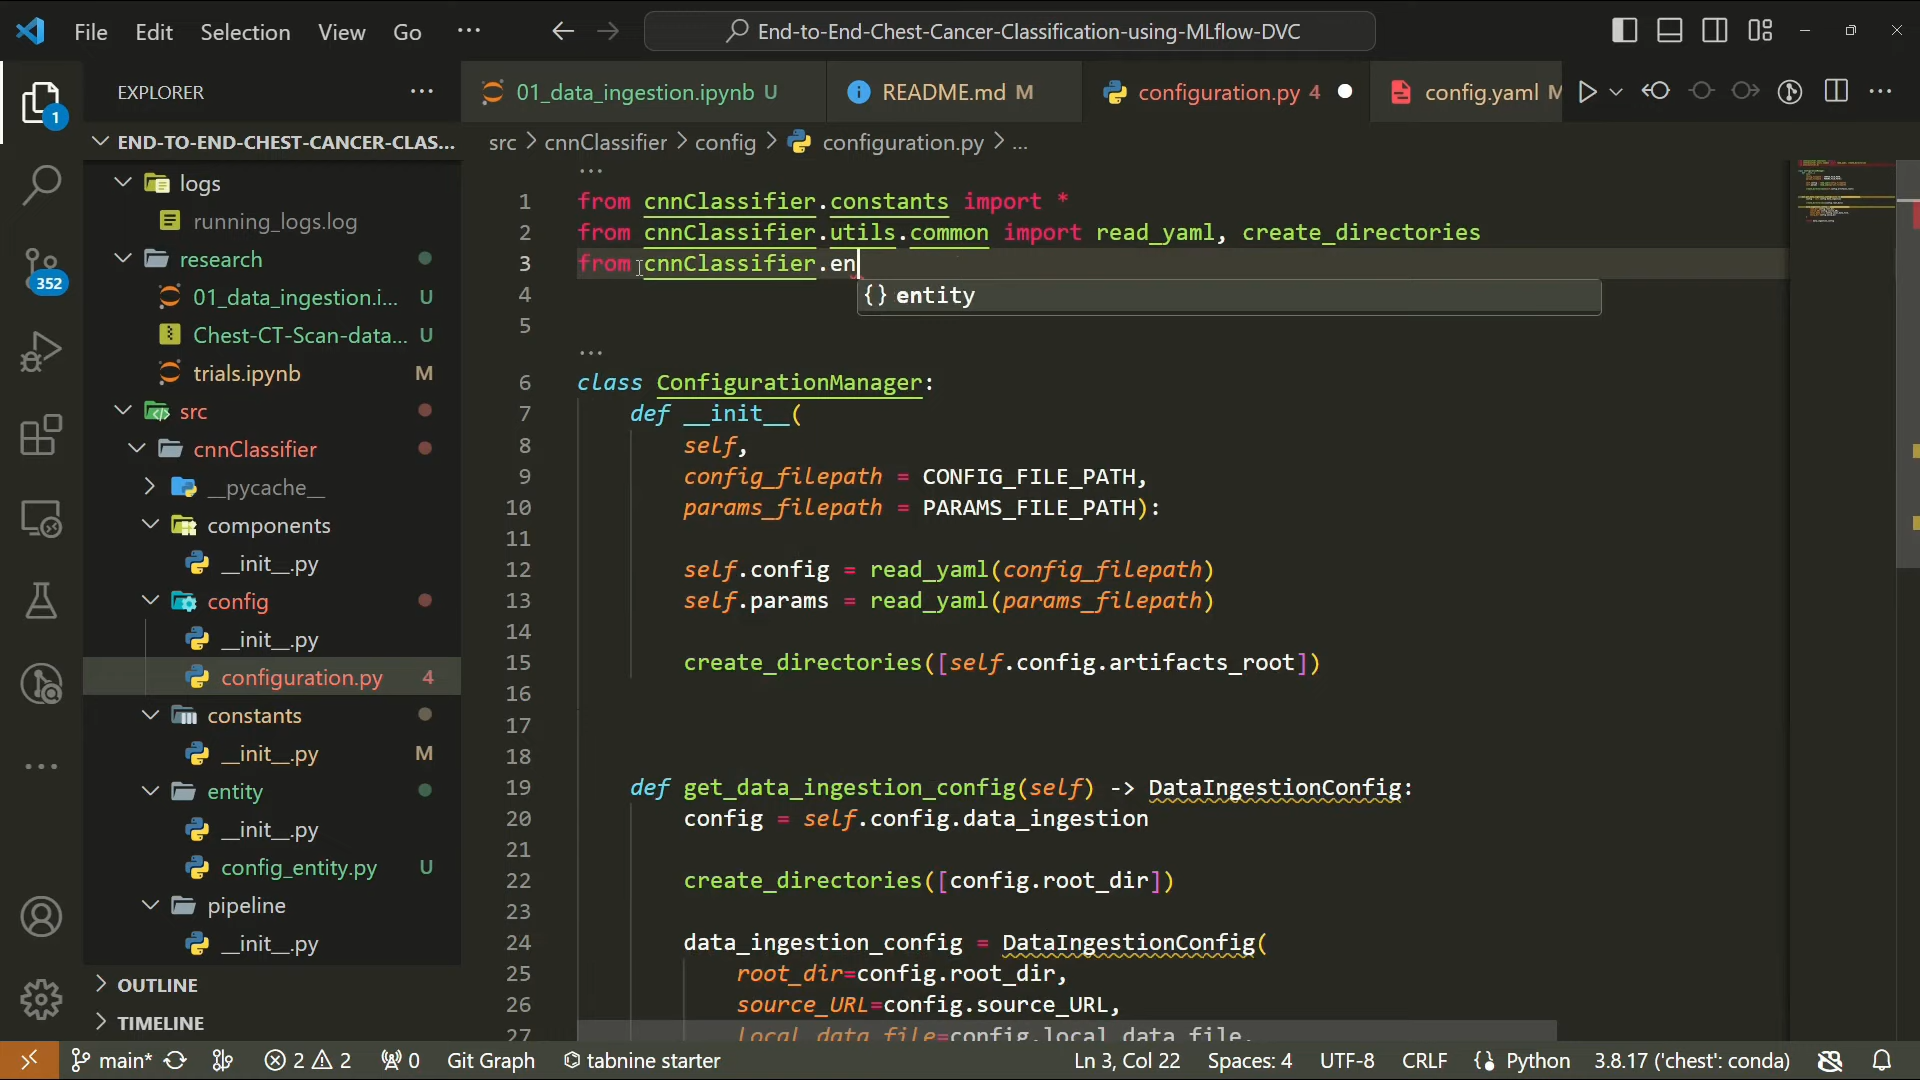 File Edit Selection View Go ...
End-to-End-Chest-Cancer-Classification-using-MLflow-DVC
EXPLORER ...
01_data_ingestion.ipynb U
README.md M
configuration.py 4
config.yaml M
END-TO-END-CHEST-CANCER-CLAS...
src > cnnClassifier > config > configuration.py > ...
1
352
logs
running_logs.log
research
01_data_ingestion.i... U
Chest-CT-Scan-data... U
trials.ipynb M
src
cnnClassifier
__pycache__
components
__init__.py
config
__init__.py
configuration.py 4
constants
__init__.py M
entity
__init__.py
config_entity.py U
pipeline
__init__.py
OUTLINE
TIMELINE
...
1 from cnnClassifier.constants import *
2 from cnnClassifier.utils.common import read_yaml, create_directories
3 from cnnClassifier.en
4 {} entity
5
...
6 class ConfigurationManager:
7 def __init__(
8 self,
9 config_filepath = CONFIG_FILE_PATH,
10 params_filepath = PARAMS_FILE_PATH):
11
12 self.config = read_yaml(config_filepath)
13 self.params = read_yaml(params_filepath)
14
15 create_directories([self.config.artifacts_root])
16
17
18
19 def get_data_ingestion_config(self) -> DataIngestionConfig:
20 config = self.config.data_ingestion
21
22 create_directories([config.root_dir])
23
24 data_ingestion_config = DataIngestionConfig(
25 root_dir=config.root_dir,
26 source_URL=config.source_URL,
27 local_data_file=config.local_data_file,
main* 2 2 0 Git Graph tabnine starter
Ln 3, Col 22 Spaces: 4 UTF-8 CRLF {} Python 3.8.17 ('chest': conda)